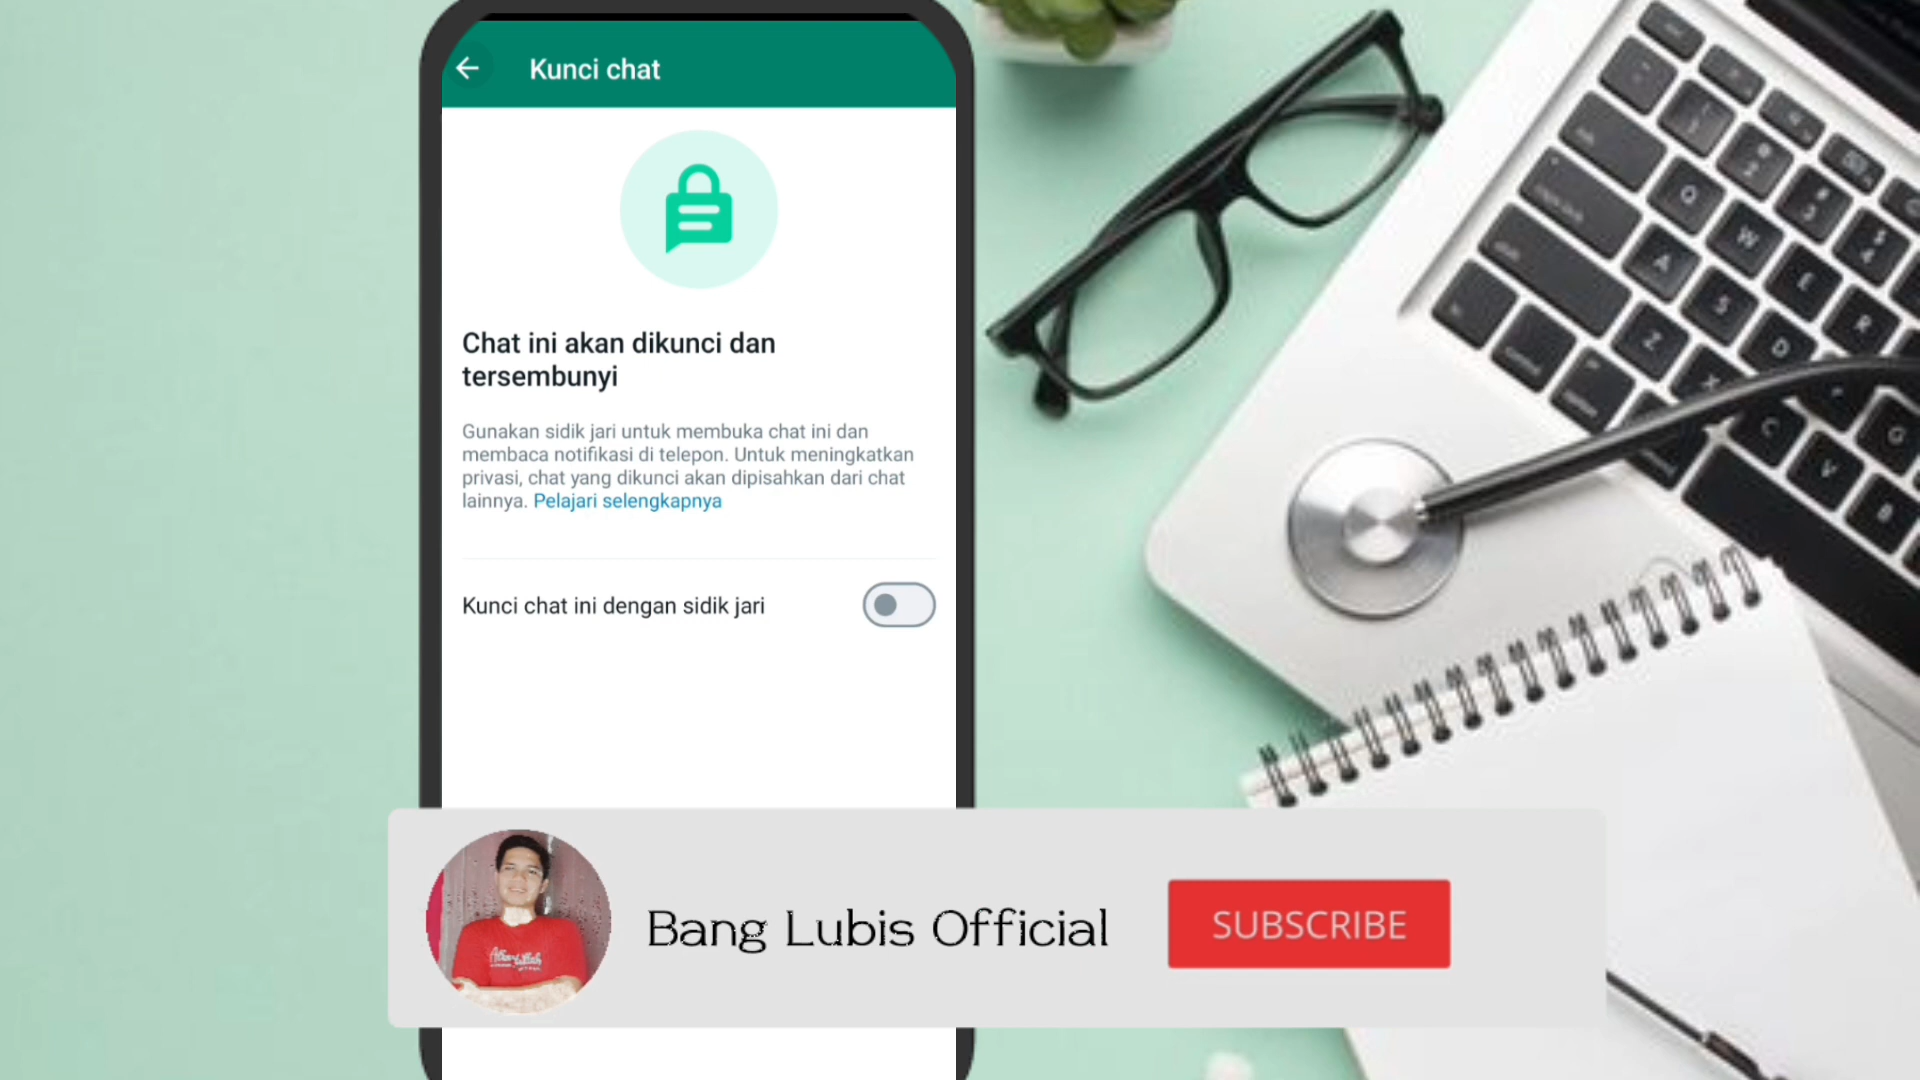 Kunci chat
Chat ini akan dikunci dan
tersembunyi
Gunakan sidik jari untuk membuka chat ini dan
membaca notifikasi di telepon. Untuk meningkatkan
privasi, chat yang dikunci akan dipisahkan dari chat
lainnya. Pelajari selengkapnya
Kunci chat ini dengan sidik jari
Bang Lubis Official
SUBSCRIBE